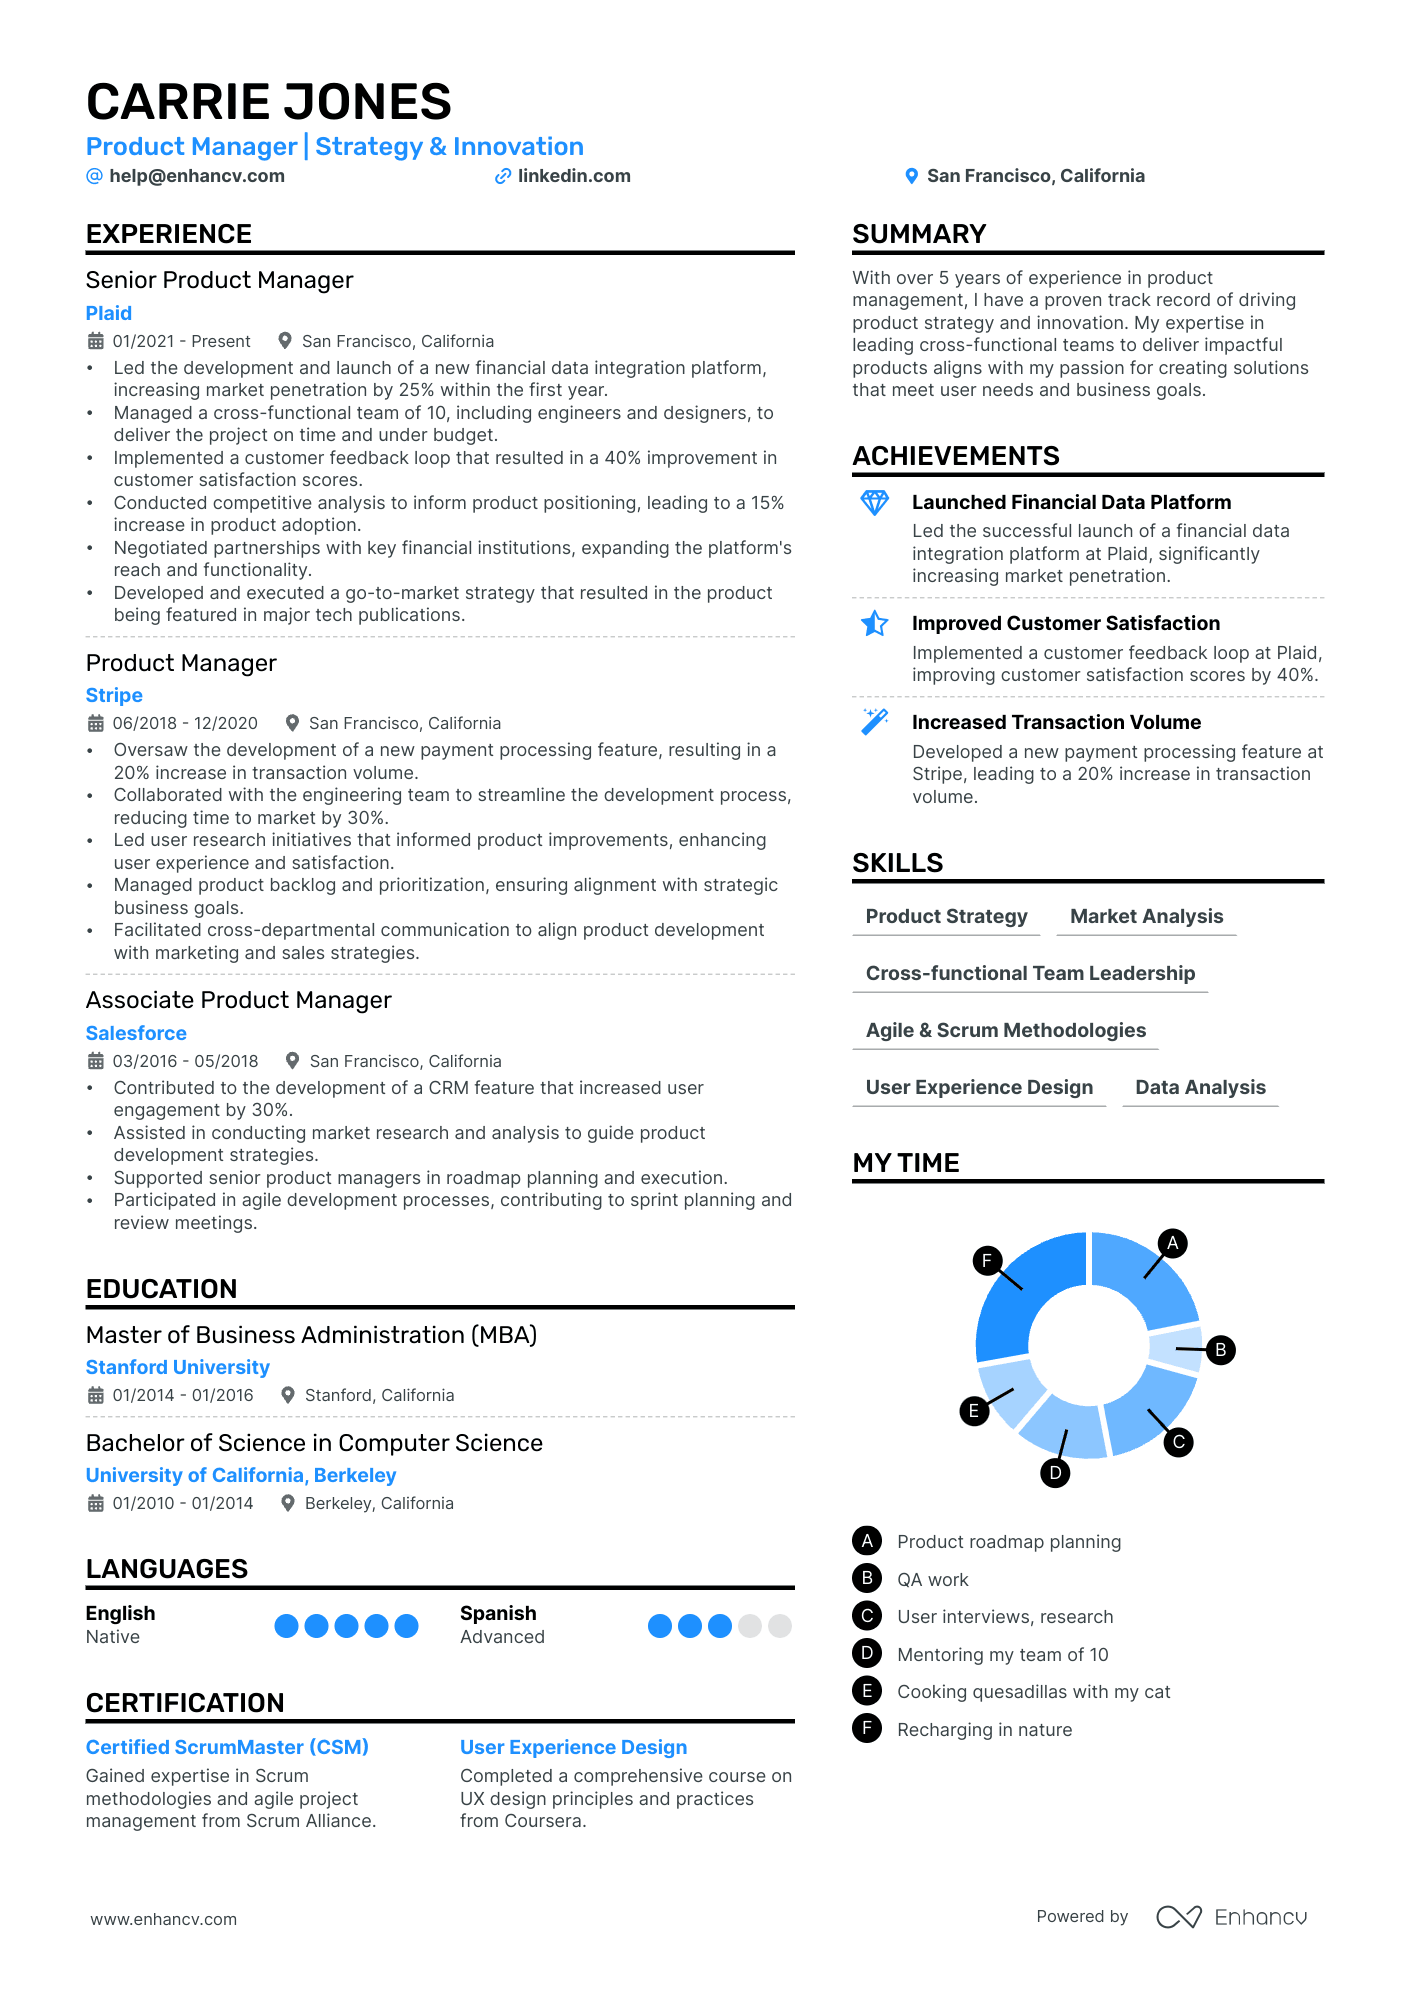 CARRIE JONES
Product Manager | Strategy & Innovation
help@enhancv.com
linkedin.com
San Francisco, California
EXPERIENCE
Senior Product Manager
Plaid
01/2021 - Present
San Francisco, California
• Led the development and launch of a new financial data integration platform,
increasing market penetration by 25% within the first year.
• Managed a cross-functional team of 10, including engineers and designers, to
deliver the project on time and under budget.
• Implemented a customer feedback loop that resulted in a 40% improvement in
customer satisfaction scores.
• Conducted competitive analysis to inform product positioning, leading to a 15%
increase in product adoption.
• Negotiated partnerships with key financial institutions, expanding the platform's
reach and functionality.
• Developed and executed a go-to-market strategy that resulted in the product
being featured in major tech publications.
Product Manager
Stripe
06/2018 - 12/2020
San Francisco, California
• Oversaw the development of a new payment processing feature, resulting in a
20% increase in transaction volume.
• Collaborated with the engineering team to streamline the development process,
reducing time to market by 30%.
• Led user research initiatives that informed product improvements, enhancing
user experience and satisfaction.
• Managed product backlog and prioritization, ensuring alignment with strategic
business goals.
• Facilitated cross-departmental communication to align product development
with marketing and sales strategies.
Associate Product Manager
Salesforce
03/2016 - 05/2018
San Francisco, California
• Contributed to the development of a CRM feature that increased user
engagement by 30%.
• Assisted in conducting market research and analysis to guide product
development strategies.
• Supported senior product managers in roadmap planning and execution.
• Participated in agile development processes, contributing to sprint planning and
review meetings.
EDUCATION
Master of Business Administration (MBA)
Stanford University
01/2014 - 01/2016
Stanford, California
Bachelor of Science in Computer Science
University of California, Berkeley
01/2010 - 01/2014
Berkeley, California
LANGUAGES
English
Native
Spanish
Advanced
CERTIFICATION
Certified ScrumMaster (CSM)
Gained expertise in Scrum
methodologies and agile project
management from Scrum Alliance.
User Experience Design
Completed a comprehensive course on
UX design principles and practices
from Coursera.
SUMMARY
With over 5 years of experience in product
management, I have a proven track record of driving
product strategy and innovation. My expertise in
leading cross-functional teams to deliver impactful
products aligns with my passion for creating solutions
that meet user needs and business goals.
ACHIEVEMENTS
Launched Financial Data Platform
Led the successful launch of a financial data
integration platform at Plaid, significantly
increasing market penetration.
Improved Customer Satisfaction
Implemented a customer feedback loop at Plaid,
improving customer satisfaction scores by 40%.
Increased Transaction Volume
Developed a new payment processing feature at
Stripe, leading to a 20% increase in transaction
volume.
SKILLS
Product Strategy
Market Analysis
Cross-functional Team Leadership
Agile & Scrum Methodologies
User Experience Design
Data Analysis
MY TIME
A
B
C
D
E
F
A Product roadmap planning
B QA work
C User interviews, research
D Mentoring my team of 10
E Cooking quesadillas with my cat
F Recharging in nature
www.enhancv.com
Powered by
Enhancv